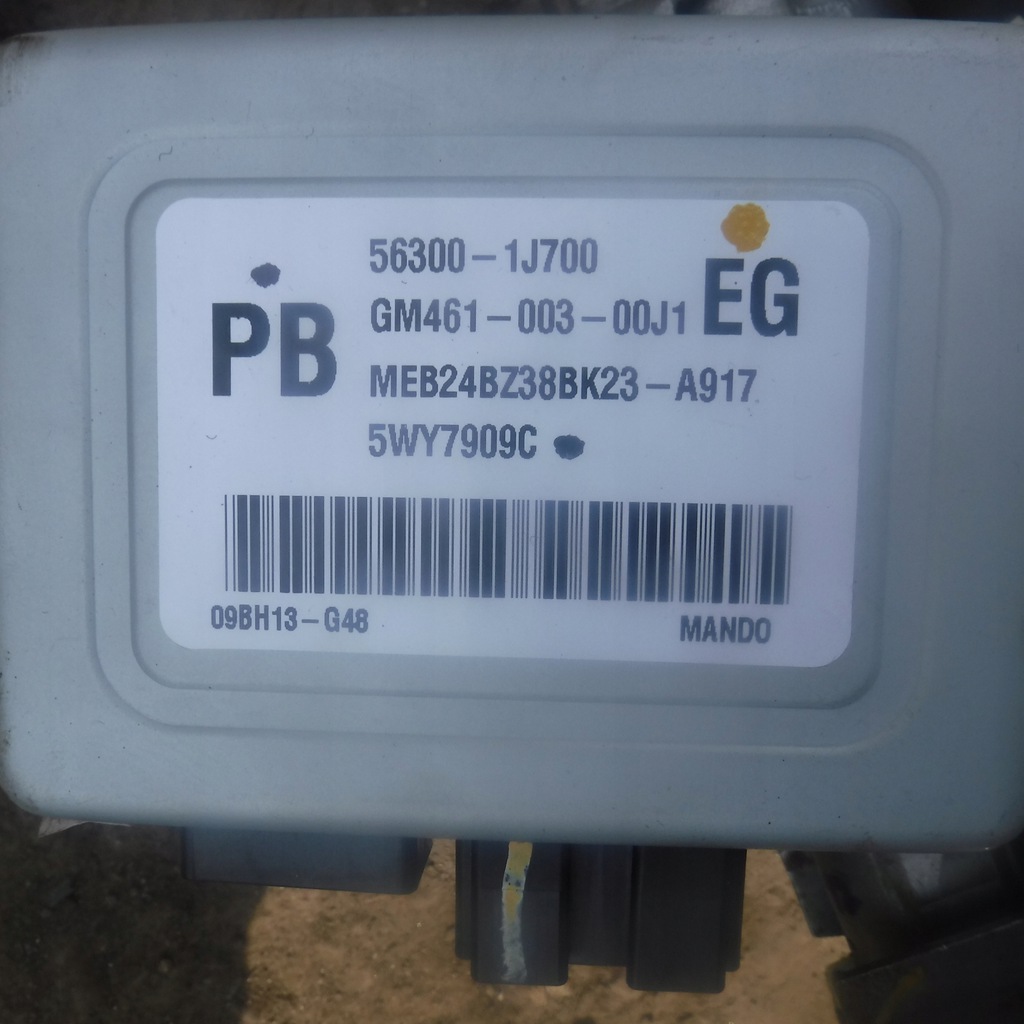 56300-1J700
PB
GM461-003-00J1
EG
MEB24BZ38BK23-A917
5WY7909C
09BH13-G48
MANDO